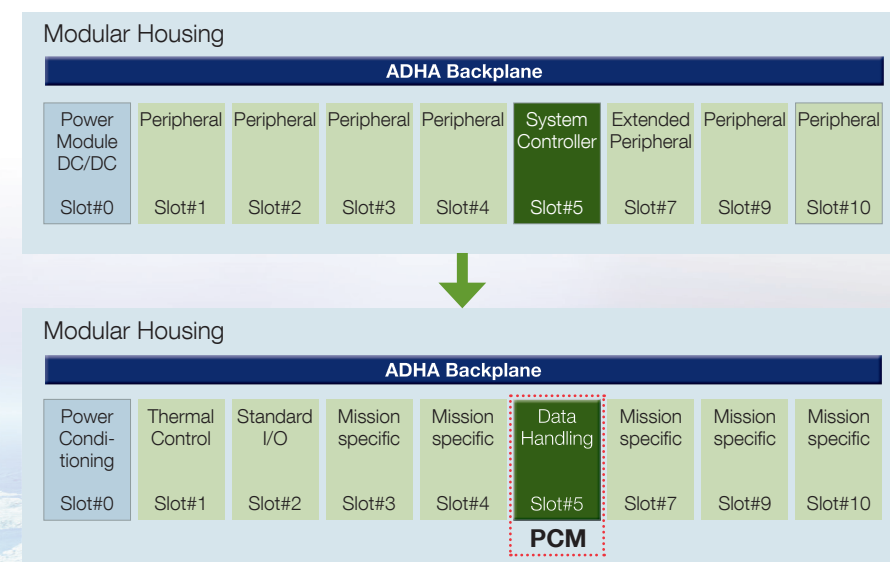 Modular Housing
ADHA Backplane
Power
Module
DC/DC
Slot#0
Peripheral
Slot#1
Peripheral
Slot#2
Peripheral
Slot#3
Peripheral
Slot#4
System
Controller
Slot#5
Extended
Peripheral
Slot#7
Peripheral
Slot#9
Peripheral
Slot#10
Modular Housing
ADHA Backplane
Power
Condi-
tioning
Slot#0
Thermal
Control
Slot#1
Standard
I/O
Slot#2
Mission
specific
Slot#3
Mission
specific
Slot#4
Data
Handling
Slot#5
PCM
Mission
specific
Slot#7
Mission
specific
Slot#9
Mission
specific
Slot#10